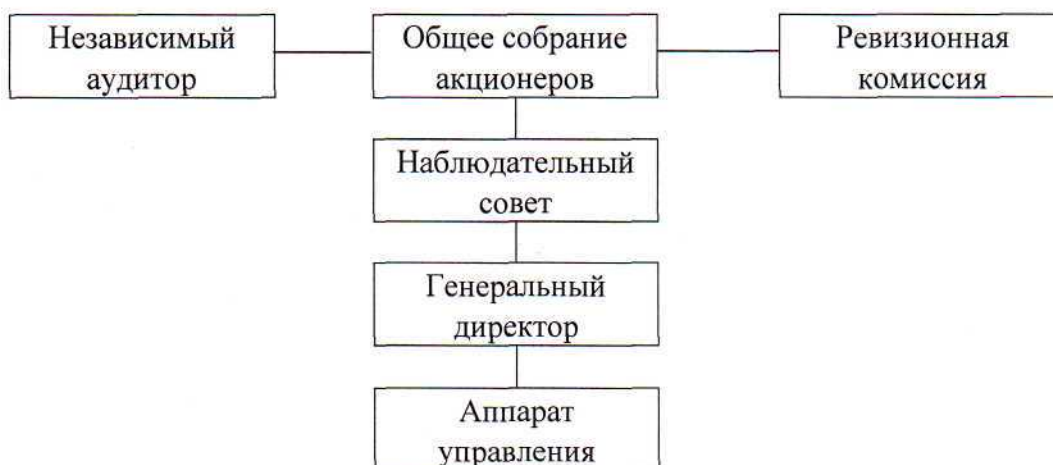 Независимый
аудитор
Общее собрание
акционеров
Ревизионная
комиссия
Наблюдательный
совет
Генеральный
директор
Аппарат
управления